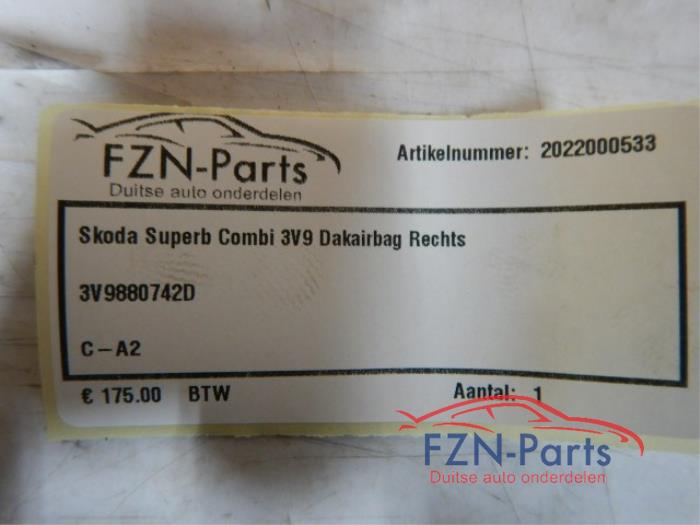 FZN-Parts
Duitse auto onderdelen
Artikelnummer: 2022000533
Skoda Superb Combi 3V9 Dakairbag Rechts
3V9880742D
C-A2
€ 175.00 BTW Aantal: 1
FZN-Parts
Duitse auto onderdelen